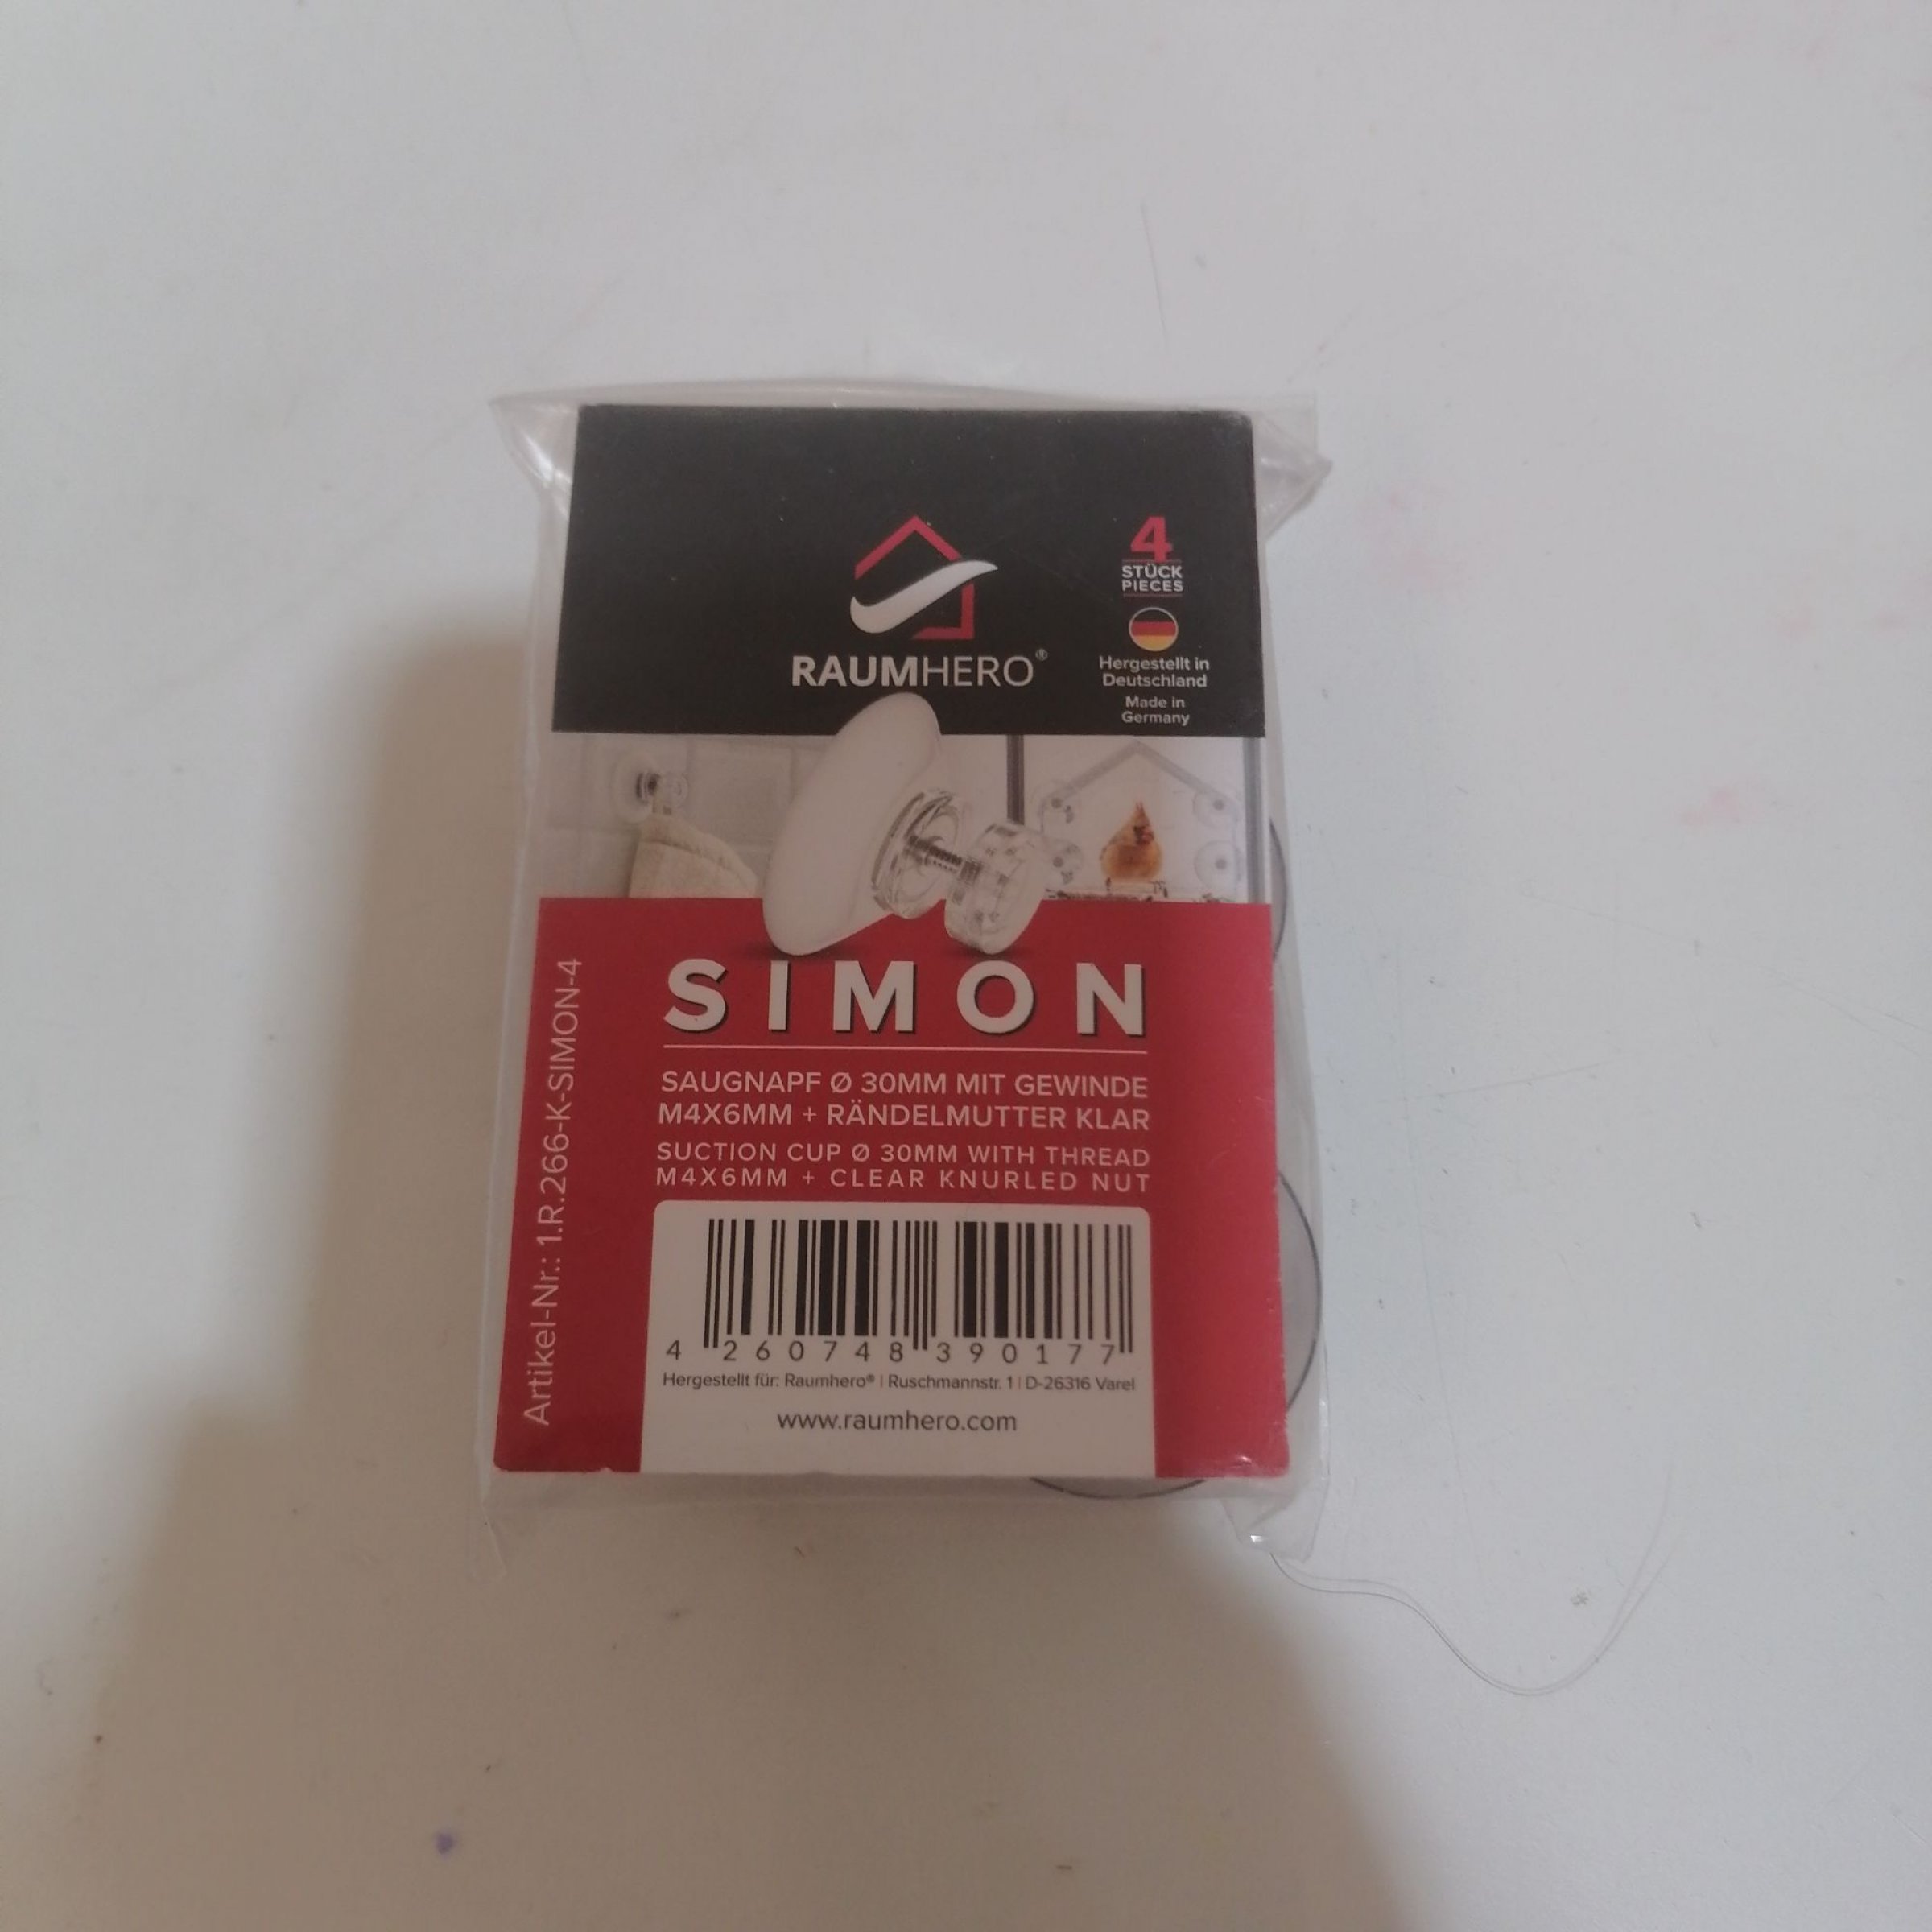 4
STÜCK
PIECES
RAUMHERO®
Hergestellt in
Deutschland
Made in
Germany
SIMON
SAUGNAPF Ø 30MM MIT GEWINDE
M4X6MM + RÄNDELMUTTER KLAR
SUCTION CUP Ø 30MM WITH THREAD
M4X6MM + CLEAR KNURLED NUT
Artikel-Nr.: 1.R.266-K-SIMON-4
4 260748 390177
Hergestellt für: Raumhero® | Ruschmannstr. 1 | D-26316 Varel
www.raumhero.com